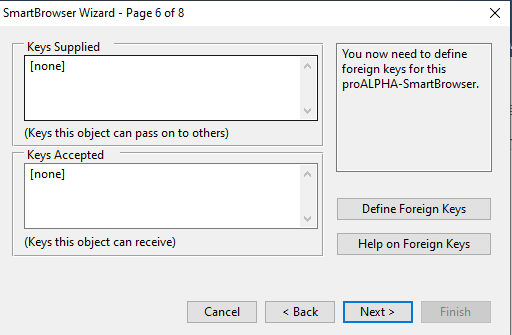 SmartBrowser Wizard - Page 6 of 8
Keys Supplied
[none]
(Keys this object can pass on to others)
Keys Accepted
[none]
(Keys this object can receive)
You now need to define
foreign keys for this
proALPHA-SmartBrowser.
Define Foreign Keys
Help on Foreign Keys
Cancel
< Back
Next >
Finish